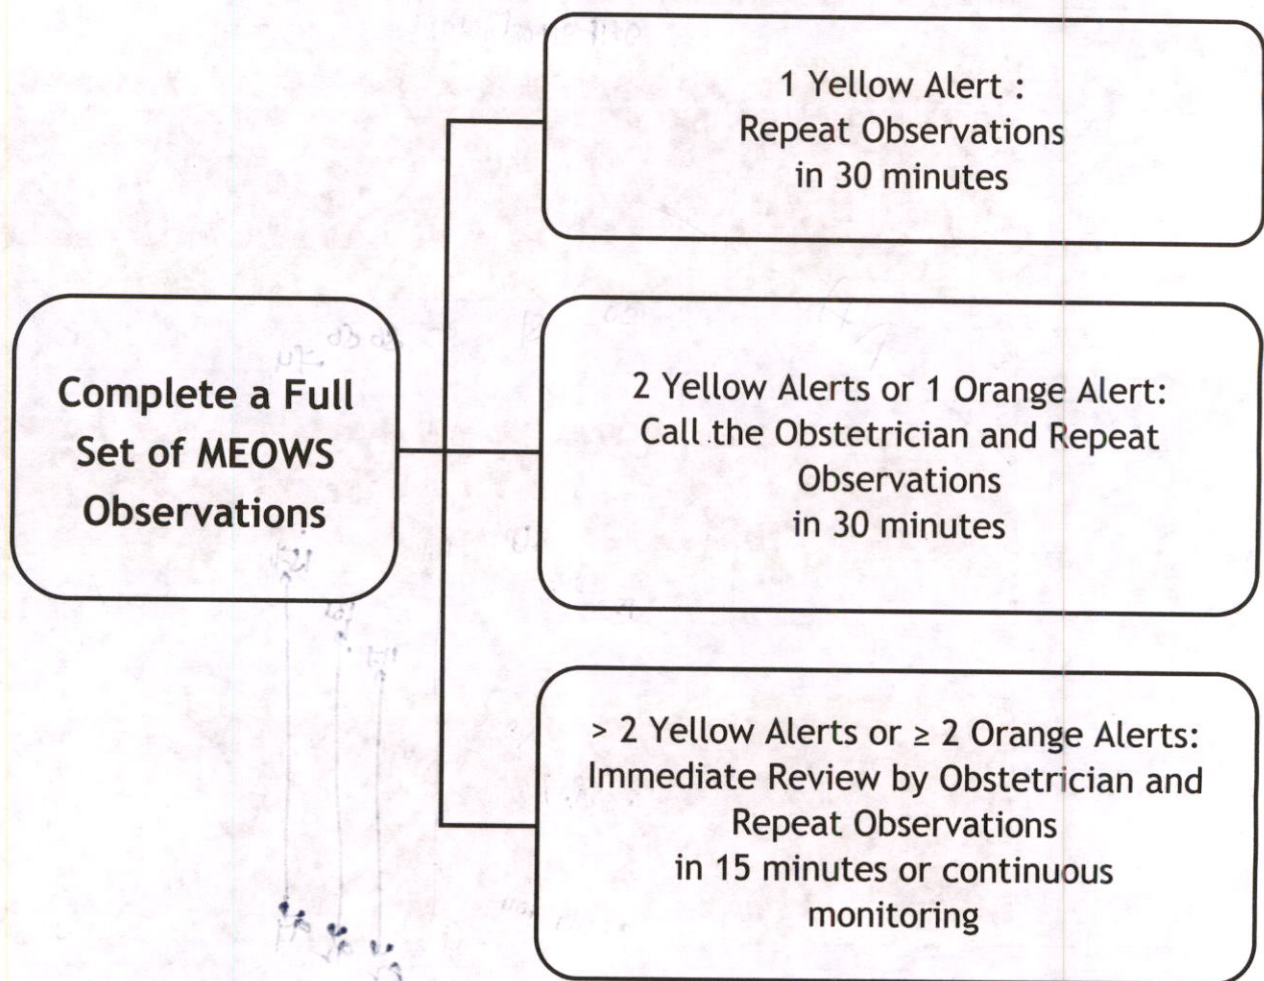 1 Yellow Alert :
Repeat Observations
in 30 minutes
Complete a Full
Set of MEOWS
Observations
2 Yellow Alerts or 1 Orange Alert:
Call the Obstetrician and Repeat
Observations
in 30 minutes
> 2 Yellow Alerts or ≥ 2 Orange Alerts:
Immediate Review by Obstetrician and
Repeat Observations
in 15 minutes or continuous
monitoring